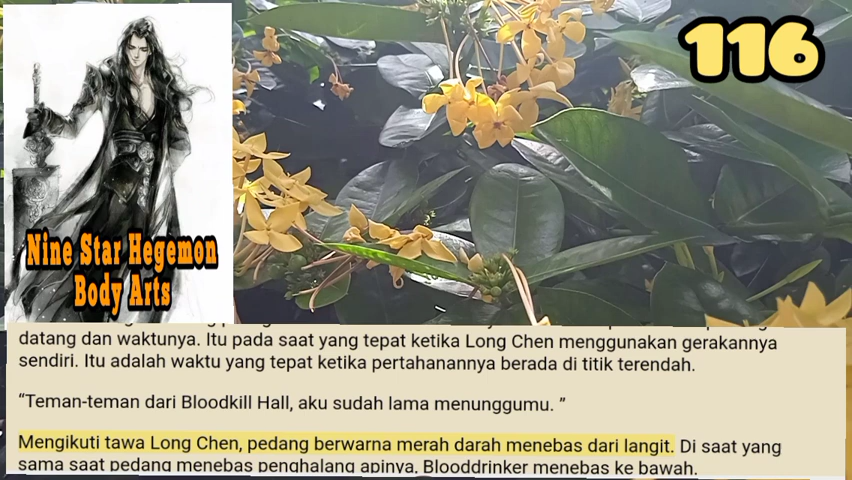 116
Nine Star Hegemon
Body Arts
datang dan waktunya. Itu pada saat yang tepat ketika Long Chen menggunakan gerakannya
sendiri. Itu adalah waktu yang tepat ketika pertahanannya berada di titik terendah.
“Teman-teman dari Bloodkill Hall, aku sudah lama menunggumu. ”
Mengikuti tawa Long Chen, pedang berwarna merah darah menebas dari langit. Di saat yang
sama saat pedang menebas penghalang apinya, Blooddrinker menebas ke bawah.